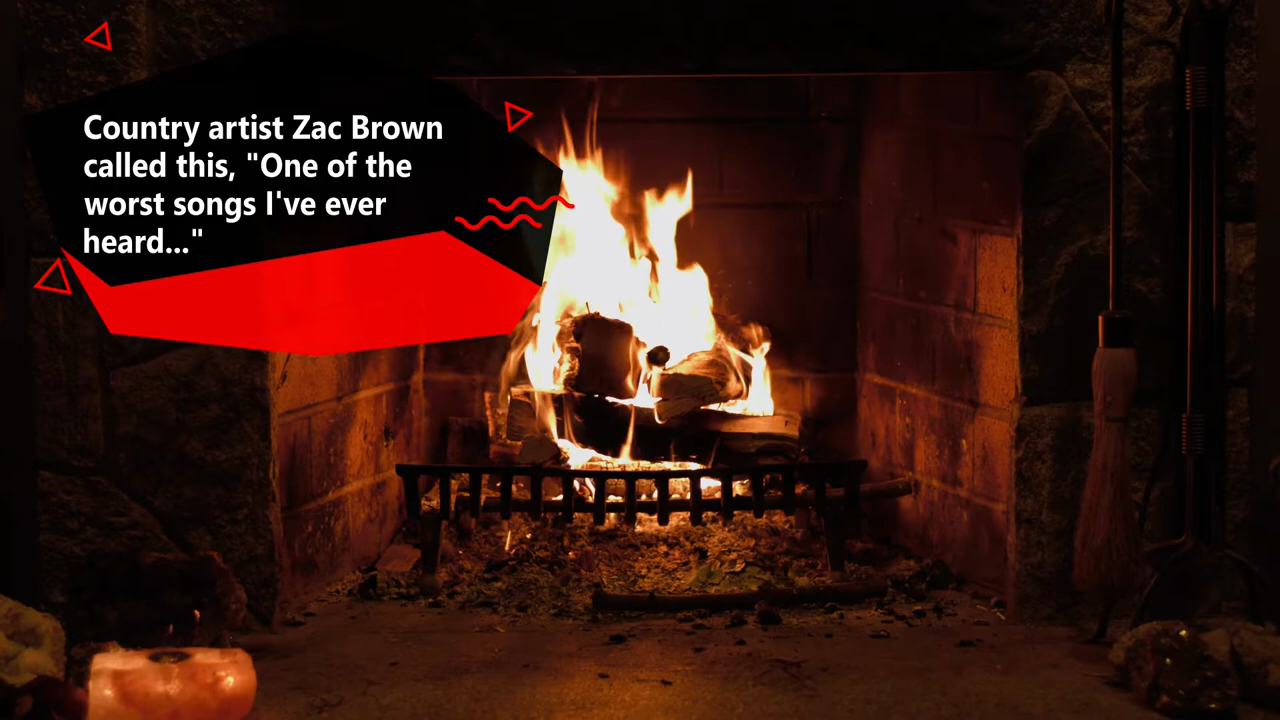 Country artist Zac Brown
called this, "One of the
worst songs I've ever
heard..."